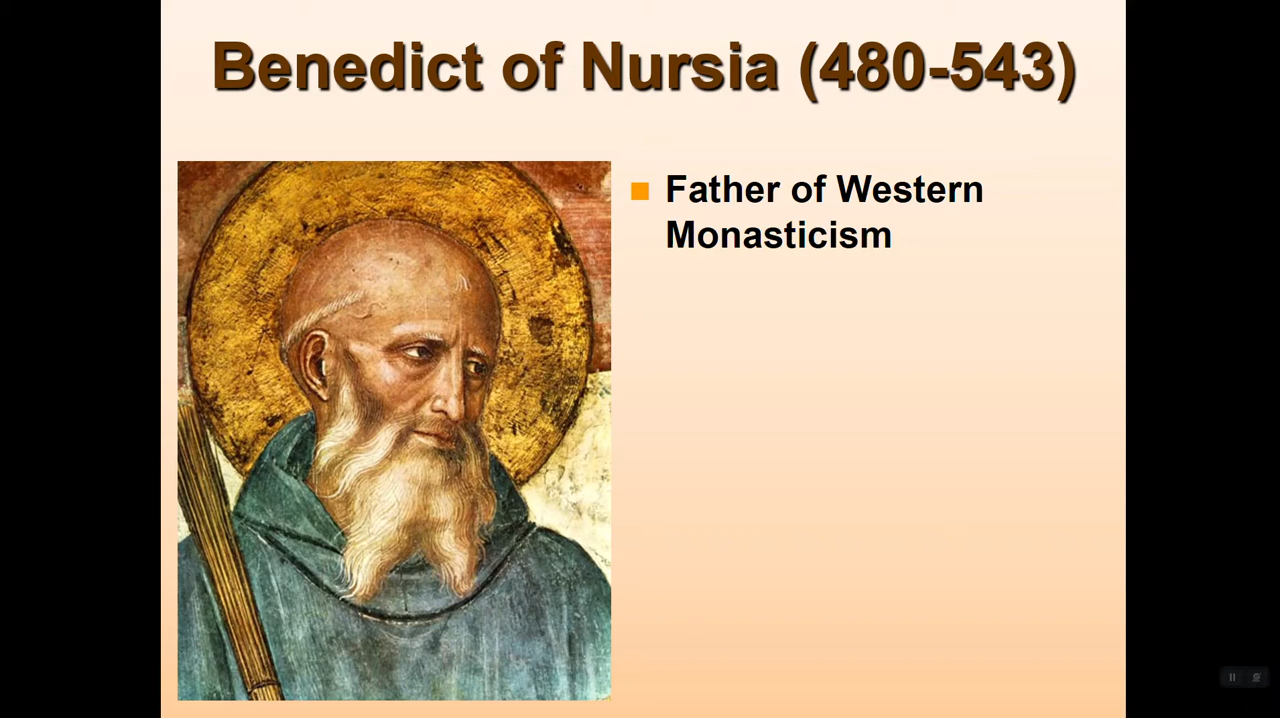 Benedict of Nursia (480-543)
Father of Western
Monasticism